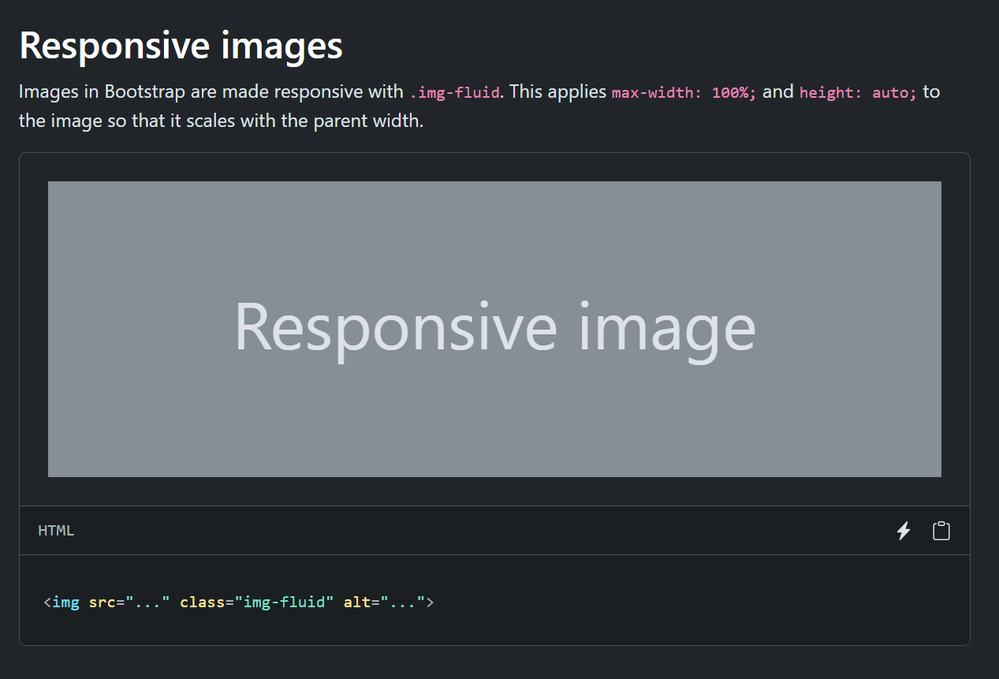 Responsive images
Images in Bootstrap are made responsive with .img-fluid. This applies max-width: 100%; and height: auto; to
the image so that it scales with the parent width.
Responsive image
HTML
<img src="..." class="img-fluid" alt="...">